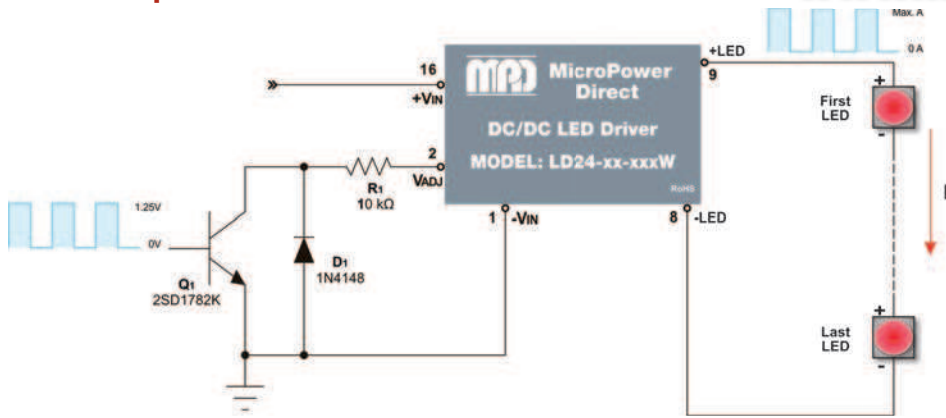 Max. A
0 A
+LED
9
16
+VIN
MPD MicroPower
Direct
DC/DC LED Driver
MODEL: LD24-xx-xxxW
RoHS
First
LED
+
-
2
VADJ
R1
10 kΩ
1
-VIN
8
-LED
1.25V
0V
Q1
2SD1782K
D1
1N4148
Last
LED
+
-